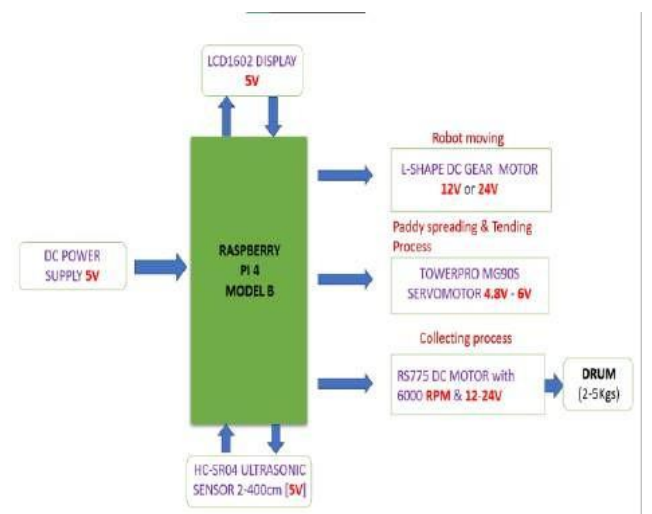 LCD1602 DISPLAY
5V
Robot moving
L-SHAPE DC GEAR MOTOR
12V or 24V
Paddy spreading & Tending
Process
DC POWER
SUPPLY 5V
RASPBERRY
PI 4
MODEL B
TOWERPRO MG90S
SERVOMOTOR 4.8V - 6V
Collecting process
RS775 DC MOTOR with
6000 RPM & 12-24V
DRUM
(2-5Kgs)
HC-SR04 ULTRASONIC
SENSOR 2-400cm [5V]